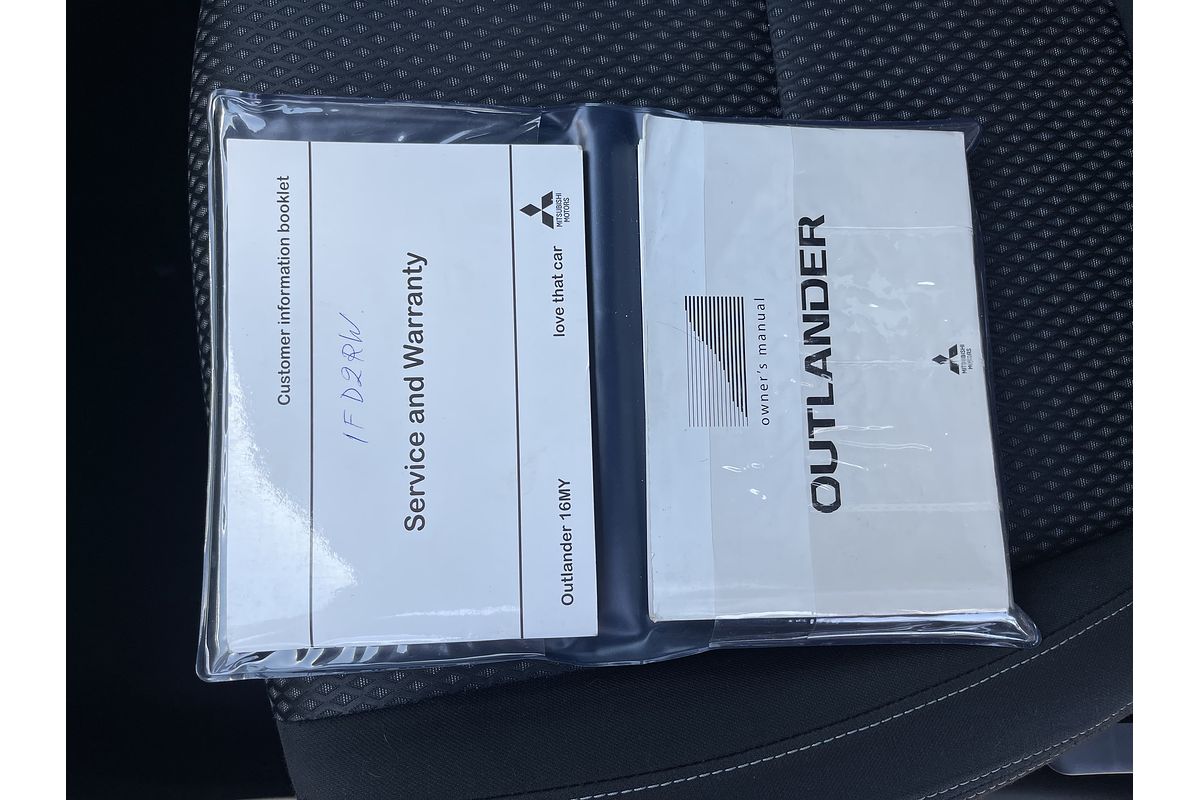 Customer information booklet
1FD2RW.
Service and Warranty
Outlander 16MY
love that car
MITSUBISHI
MOTORS
owner's manual
OUTLANDER
MITSUBISHI
MOTORS